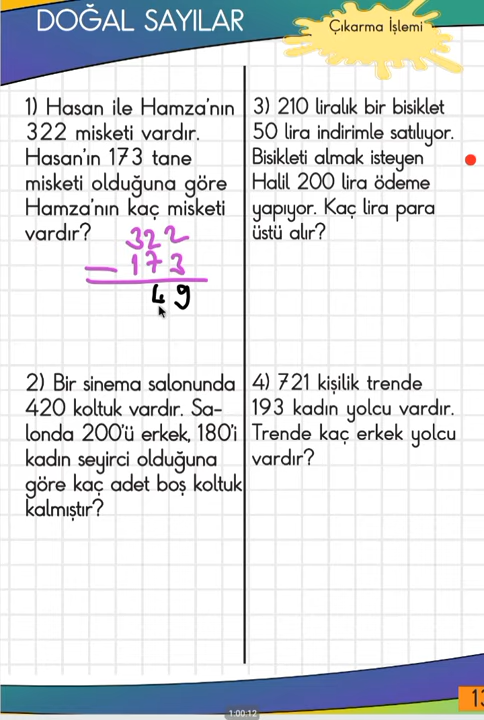 DOĞAL SAYILAR
Çıkarma İşlemi
1) Hasan ile Hamza'nın
322 misketi vardır.
Hasan'ın 173 tane
misketi olduğuna göre
Hamza'nın kaç misketi
vardır?
322
— 173
49
2) Bir sinema salonunda
420 koltuk vardır. Sa-
londa 200'ü erkek, 180'i
kadın seyirci olduğuna
göre kaç adet boş koltuk
kalmıştır?
3) 210 liralık bir bisiklet
50 lira indirimle satılıyor.
Bisikleti almak isteyen
Halil 200 lira ödeme
yapıyor. Kaç lira para
üstü alır?
4) 721 kişilik trende
193 kadın yolcu vardır.
Trende kaç erkek yolcu
vardır?
1:00:12